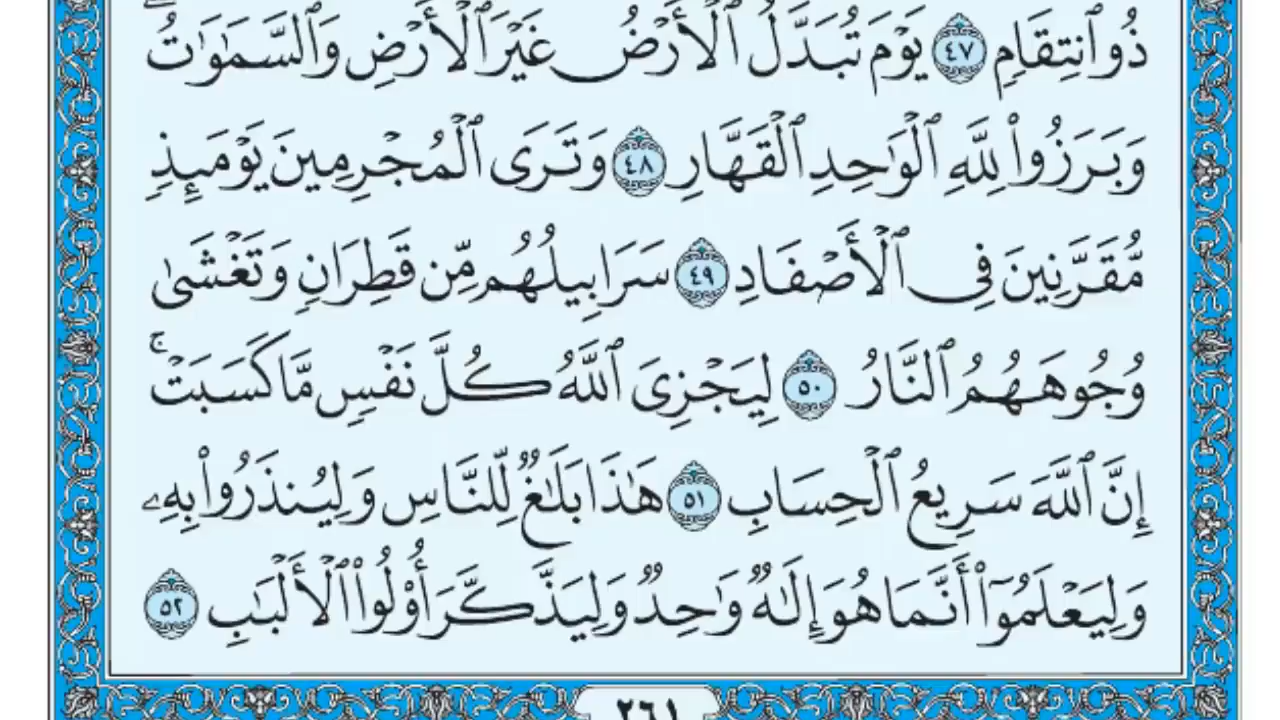 ذُو ٱنتِقَامٍ ٤٧ يَوْمَ تُبَدَّلُ ٱلْأَرْضُ غَيْرَ ٱلْأَرْضِ وَٱلسَّمَٰوَٰتُ ۖ
وَبَرَزُوا۟ لِلَّهِ ٱلْوَٰحِدِ ٱلْقَهَّارِ ٤٨ وَتَرَى ٱلْمُجْرِمِينَ يَوْمَئِذٍ
مُّقَرَّنِينَ فِى ٱلْأَصْفَادِ ٤٩ سَرَابِيلُهُم مِّن قَطِرَانٍ وَتَغْشَىٰ
وُجُوهَهُمُ ٱلنَّارُ ٥٠ لِيَجْزِىَ ٱللَّهُ كُلَّ نَفْسٍ مَّا كَسَبَتْ ۚ
إِنَّ ٱللَّهَ سَرِيعُ ٱلْحِسَابِ ٥١ هَٰذَا بَلَٰغٌ لِّلنَّاسِ وَلِيُنذَرُوا۟ بِهِۦ
وَلِيَعْلَمُوٓا۟ أَنَّمَا هُوَ إِلَٰهٌ وَٰحِدٌ وَلِيَذَّكَّرَ أُو۟لُوا۟ ٱلْأَلْبَٰبِ ٥٢
٢٦١